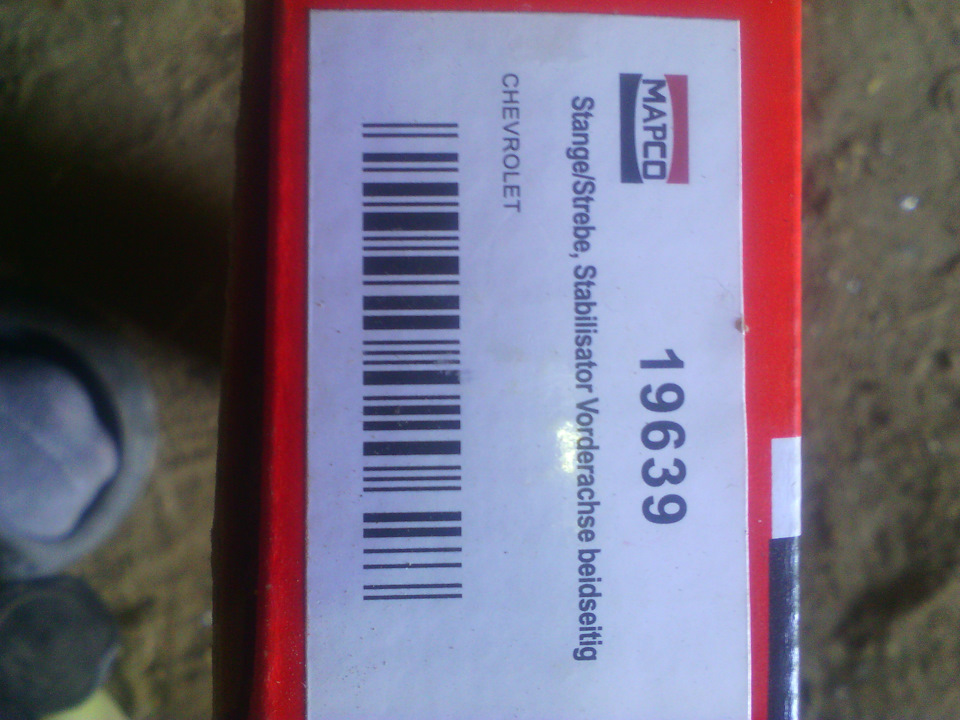 MAPCO
19639
Stange/Strebe, Stabilisator Vorderachse beidseitig
CHEVROLET